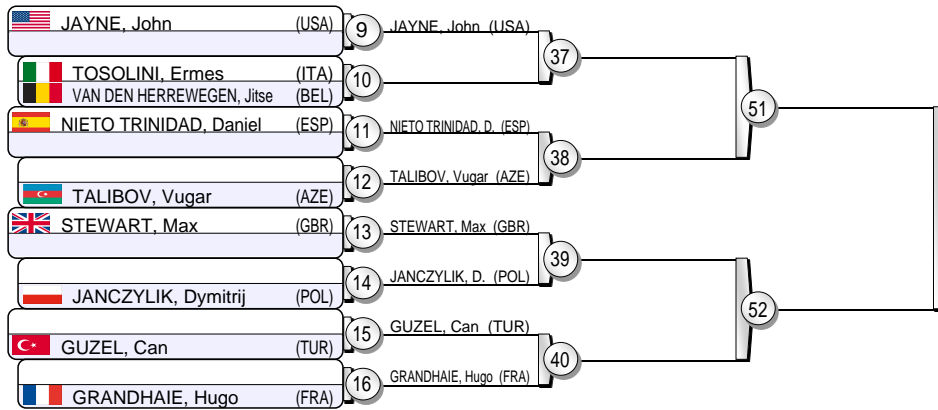 JAYNE, John (USA)
9 JAYNE, John (USA)
37
TOSOLINI, Ermes (ITA)
VAN DEN HERREWEGEN, Jitse (BEL)
10
51
NIETO TRINIDAD, Daniel (ESP)
11 NIETO TRINIDAD, D. (ESP)
38
12 TALIBOV, Vugar (AZE)
TALIBOV, Vugar (AZE)
STEWART, Max (GBR)
13 STEWART, Max (GBR)
39
14 JANCZYLIK, D. (POL)
JANCZYLIK, Dymitrij (POL)
52
15 GUZEL, Can (TUR)
GUZEL, Can (TUR)
40
16 GRANDHAIE, Hugo (FRA)
GRANDHAIE, Hugo (FRA)